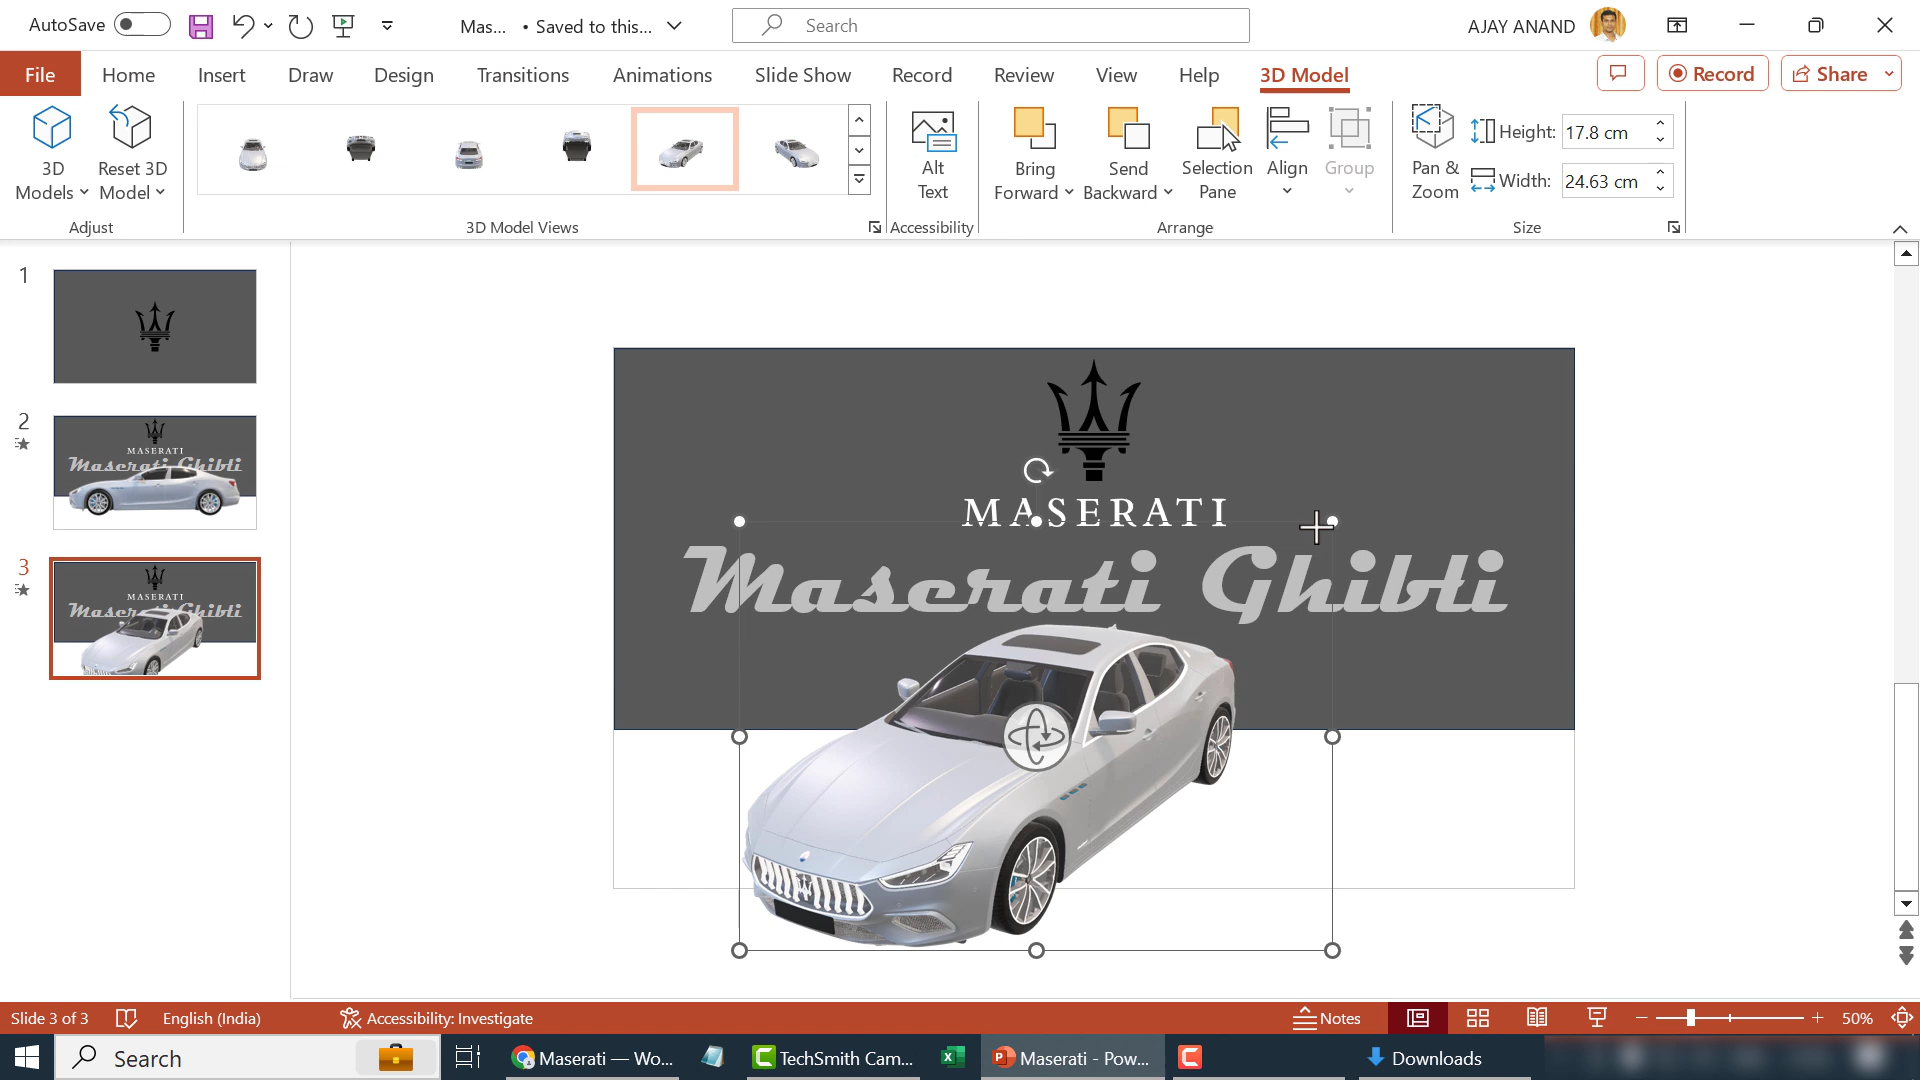 AutoSave
Mas... • Saved to this...
Search
AJAY ANAND
File Home Insert Draw Design Transitions Animations Slide Show Record Review View Help 3D Model
Record
Share
3D
Models
Reset 3D
Model
Adjust
3D Model Views
Alt
Text
Accessibility
Bring
Forward
Send
Backward
Selection
Pane
Align
Group
Arrange
Pan &
Zoom
Height: 17.8 cm
Width: 24.63 cm
Size
1
2
MASERATI
Maserati Ghibli
3
MASERATI
Maserati Ghibli
MASERATI
Maserati Ghibli
Slide 3 of 3
English (India)
Accessibility: Investigate
Notes
50%
Search
Maserati — Wo...
TechSmith Cam...
Maserati - Pow...
Downloads